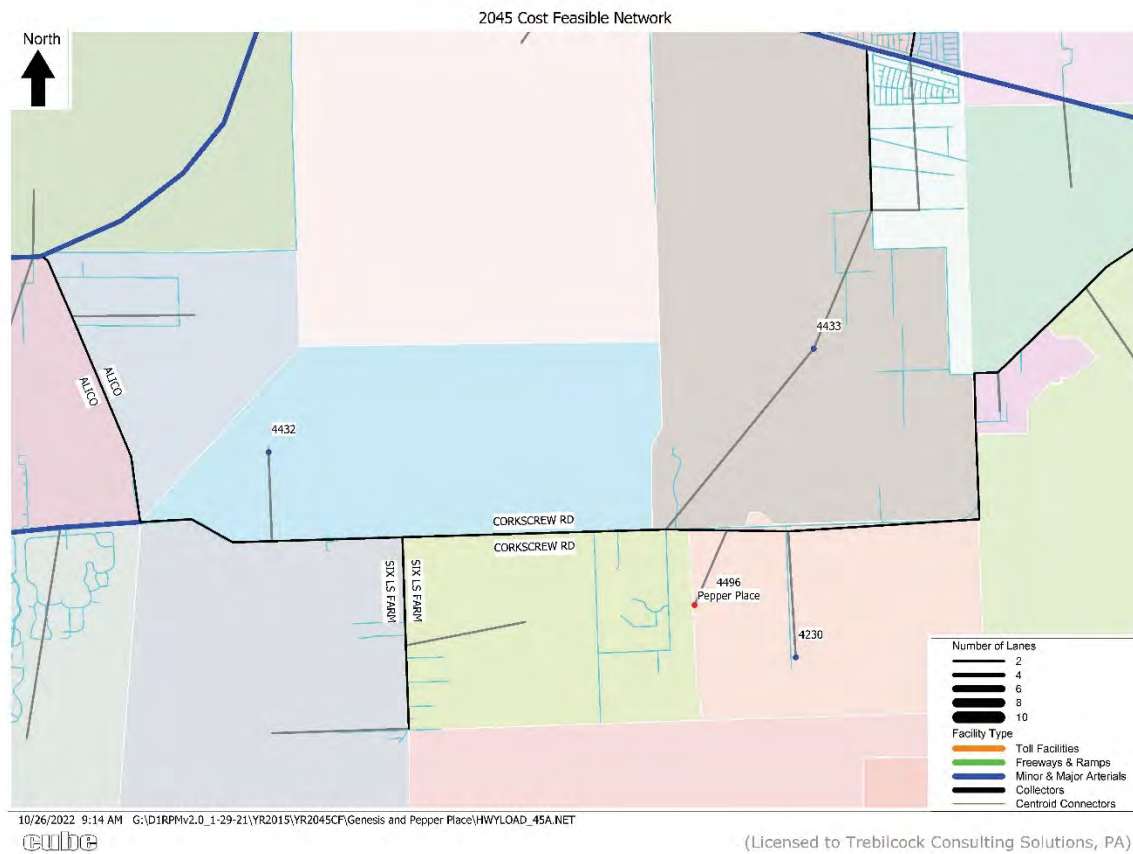 2045 Cost Feasible Network
North
4433
ALICO
ALICO
4432
CORKSCREW RD
CORKSCREW RD
SIX LS FARM
SIX LS FARM
4496
Pepper Place
4230
Number of Lanes
2
4
6
8
10
Facility Type
Toll Facilities
Freeways & Ramps
Minor & Major Arterials
Collectors
Centroid Connectors
10/26/2022 9:14 AM G:\D1RPMv2.0_1-29-21\YR2015\YR2045CF\Genesis and Pepper Place\HWYLOAD_45A.NET
cube
(Licensed to Trebilcock Consulting Solutions, PA)